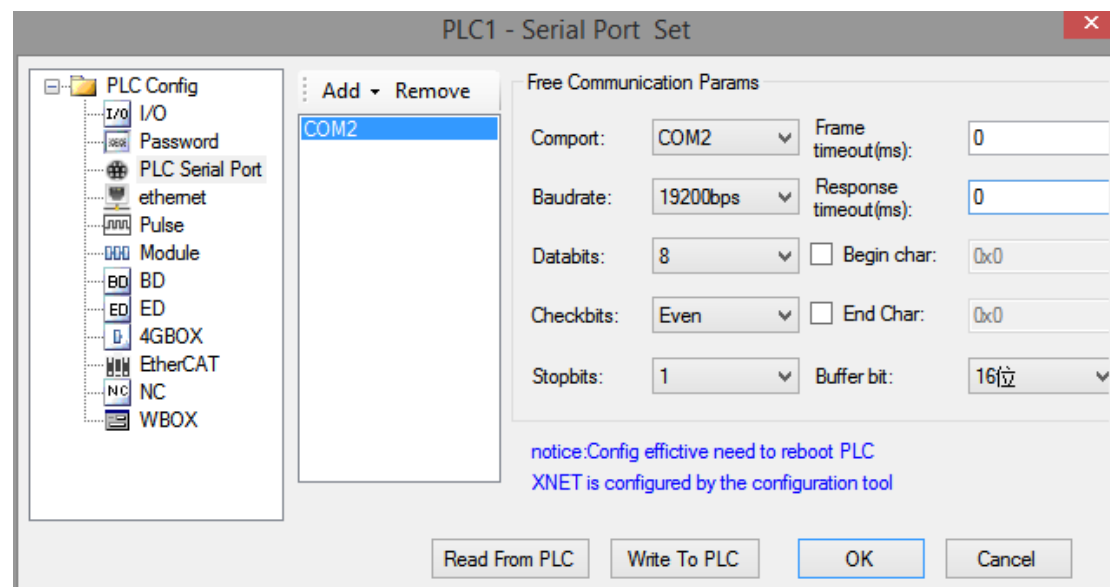 PLC1 - Serial Port Set
PLC Config
I/O
I/O
Password
PLC Serial Port
ethernet
Pulse
Module
BD
BD
ED
ED
4GBOX
EtherCAT
NC
NC
WBOX
Add Remove
COM2
Free Communication Params
Comport: COM2
Frame
timeout(ms): 0
Baudrate: 19200bps
Response
timeout(ms): 0
Databits: 8
Begin char: 0x0
Checkbits: Even
End Char: 0x0
Stopbits: 1
Buffer bit: 16位
notice:Config effictive need to reboot PLC
XNET is configured by the configuration tool
Read From PLC Write To PLC OK Cancel